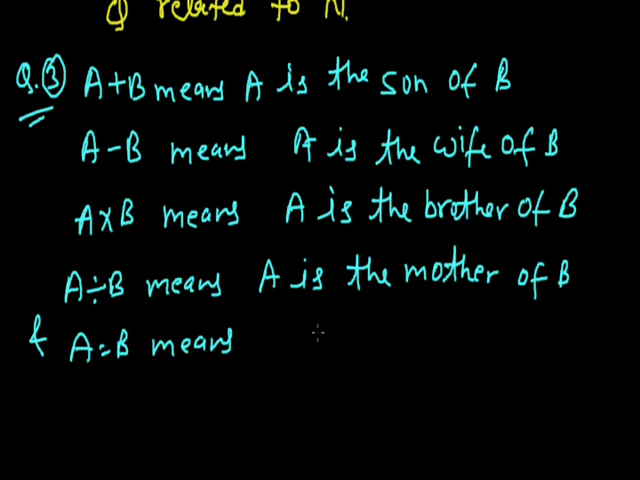 Q related to N.
Q.③ A+B means A is the son of B
A-B means A is the wife of B
A×B means A is the brother of B
A÷B means A is the mother of B
& A=B means